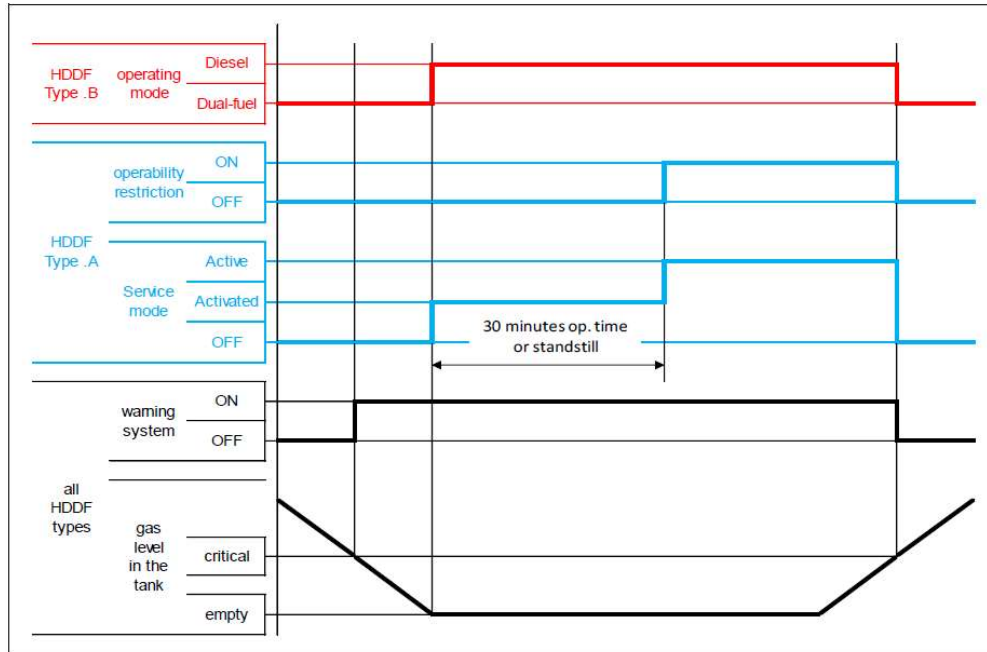 HDDF
Type .B
operating
mode
Diesel
Dual-fuel
HDDF
Type .A
operability
restriction
ON
OFF
Service
mode
Active
Activated
OFF
30 minutes op. time
or standstill
all
HDDF
types
warning
system
ON
OFF
gas
level
in the
tank
critical
empty